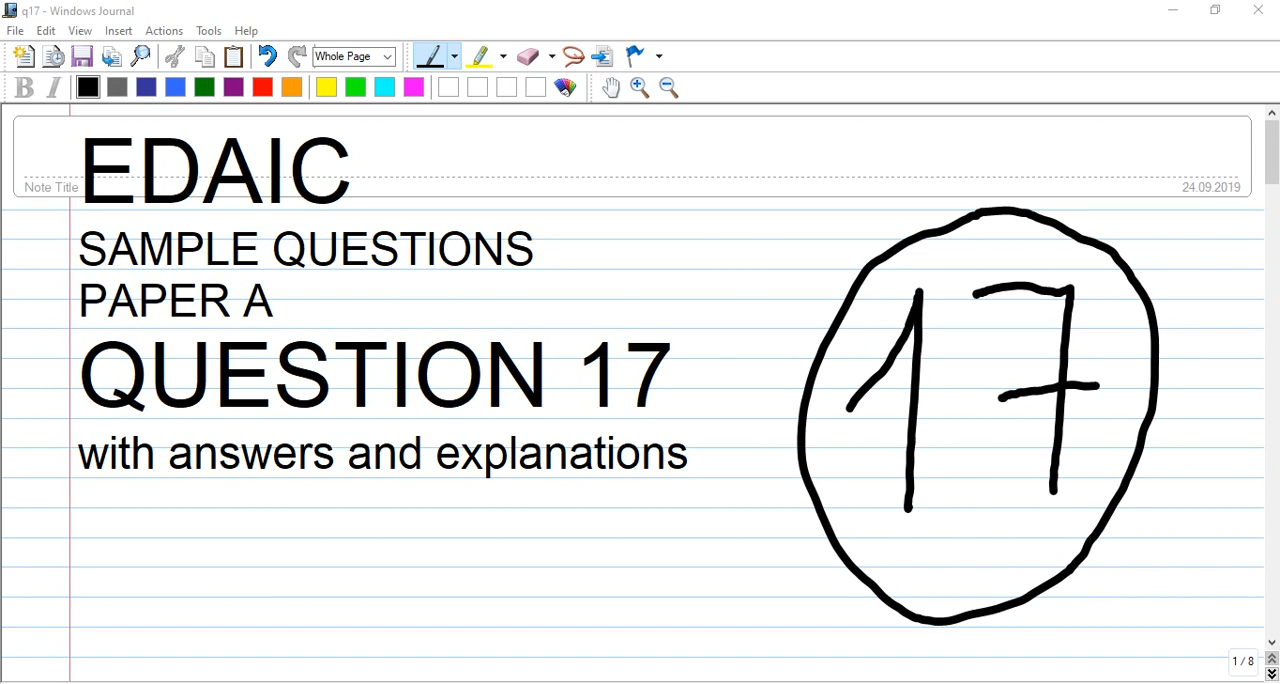 q17 - Windows Journal
File Edit View Insert Actions Tools Help
Whole Page
B I
EDAIC
Note Title
24.09.2019
SAMPLE QUESTIONS
PAPER A
QUESTION 17
with answers and explanations
17
1 / 8